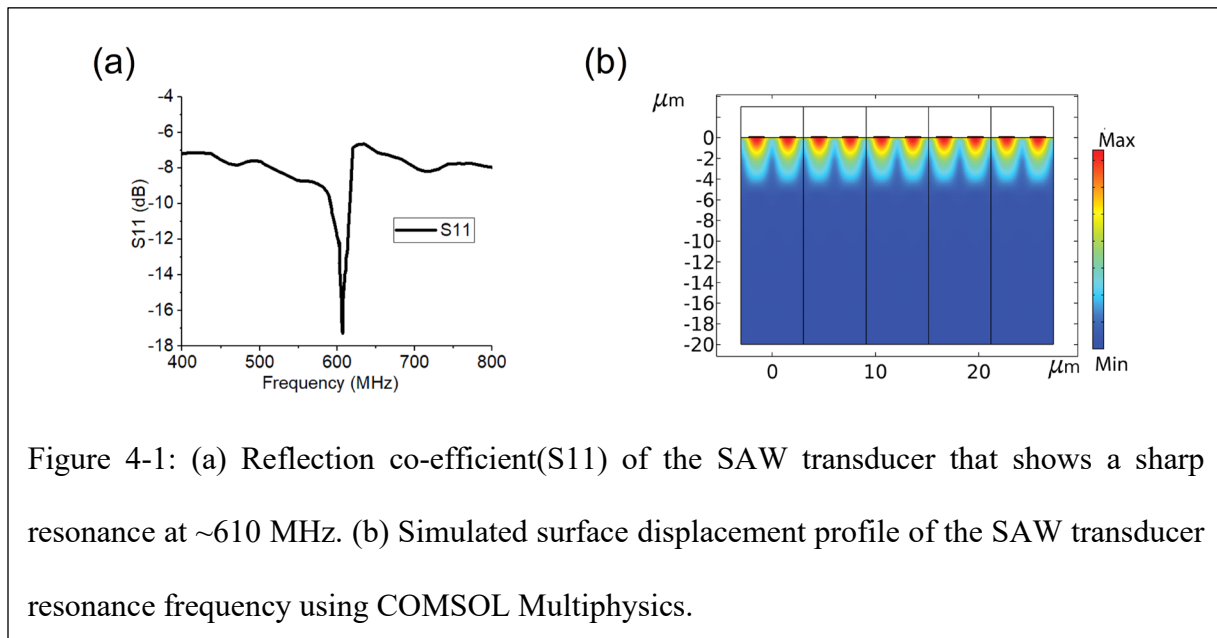 (a)
(b)
-4
-6
-8
-10
-12
-14
-16
-18
S11 (dB)
400
500
600
700
800
Frequency (MHz)
S11
μm
0
-2
-4
-6
-8
-10
-12
-14
-16
-18
-20
0
10
20
μm
Max
Min
Figure 4-1: (a) Reflection co-efficient(S11) of the SAW transducer that shows a sharp
resonance at ~610 MHz. (b) Simulated surface displacement profile of the SAW transducer
resonance frequency using COMSOL Multiphysics.